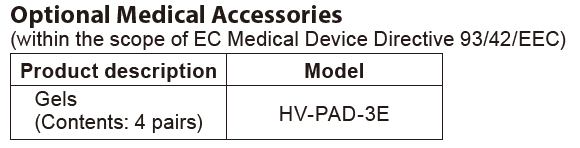 Optional Medical Accessories
(within the scope of EC Medical Device Directive 93/42/EEC)
Product description Model
Gels
(Contents: 4 pairs) HV-PAD-3E